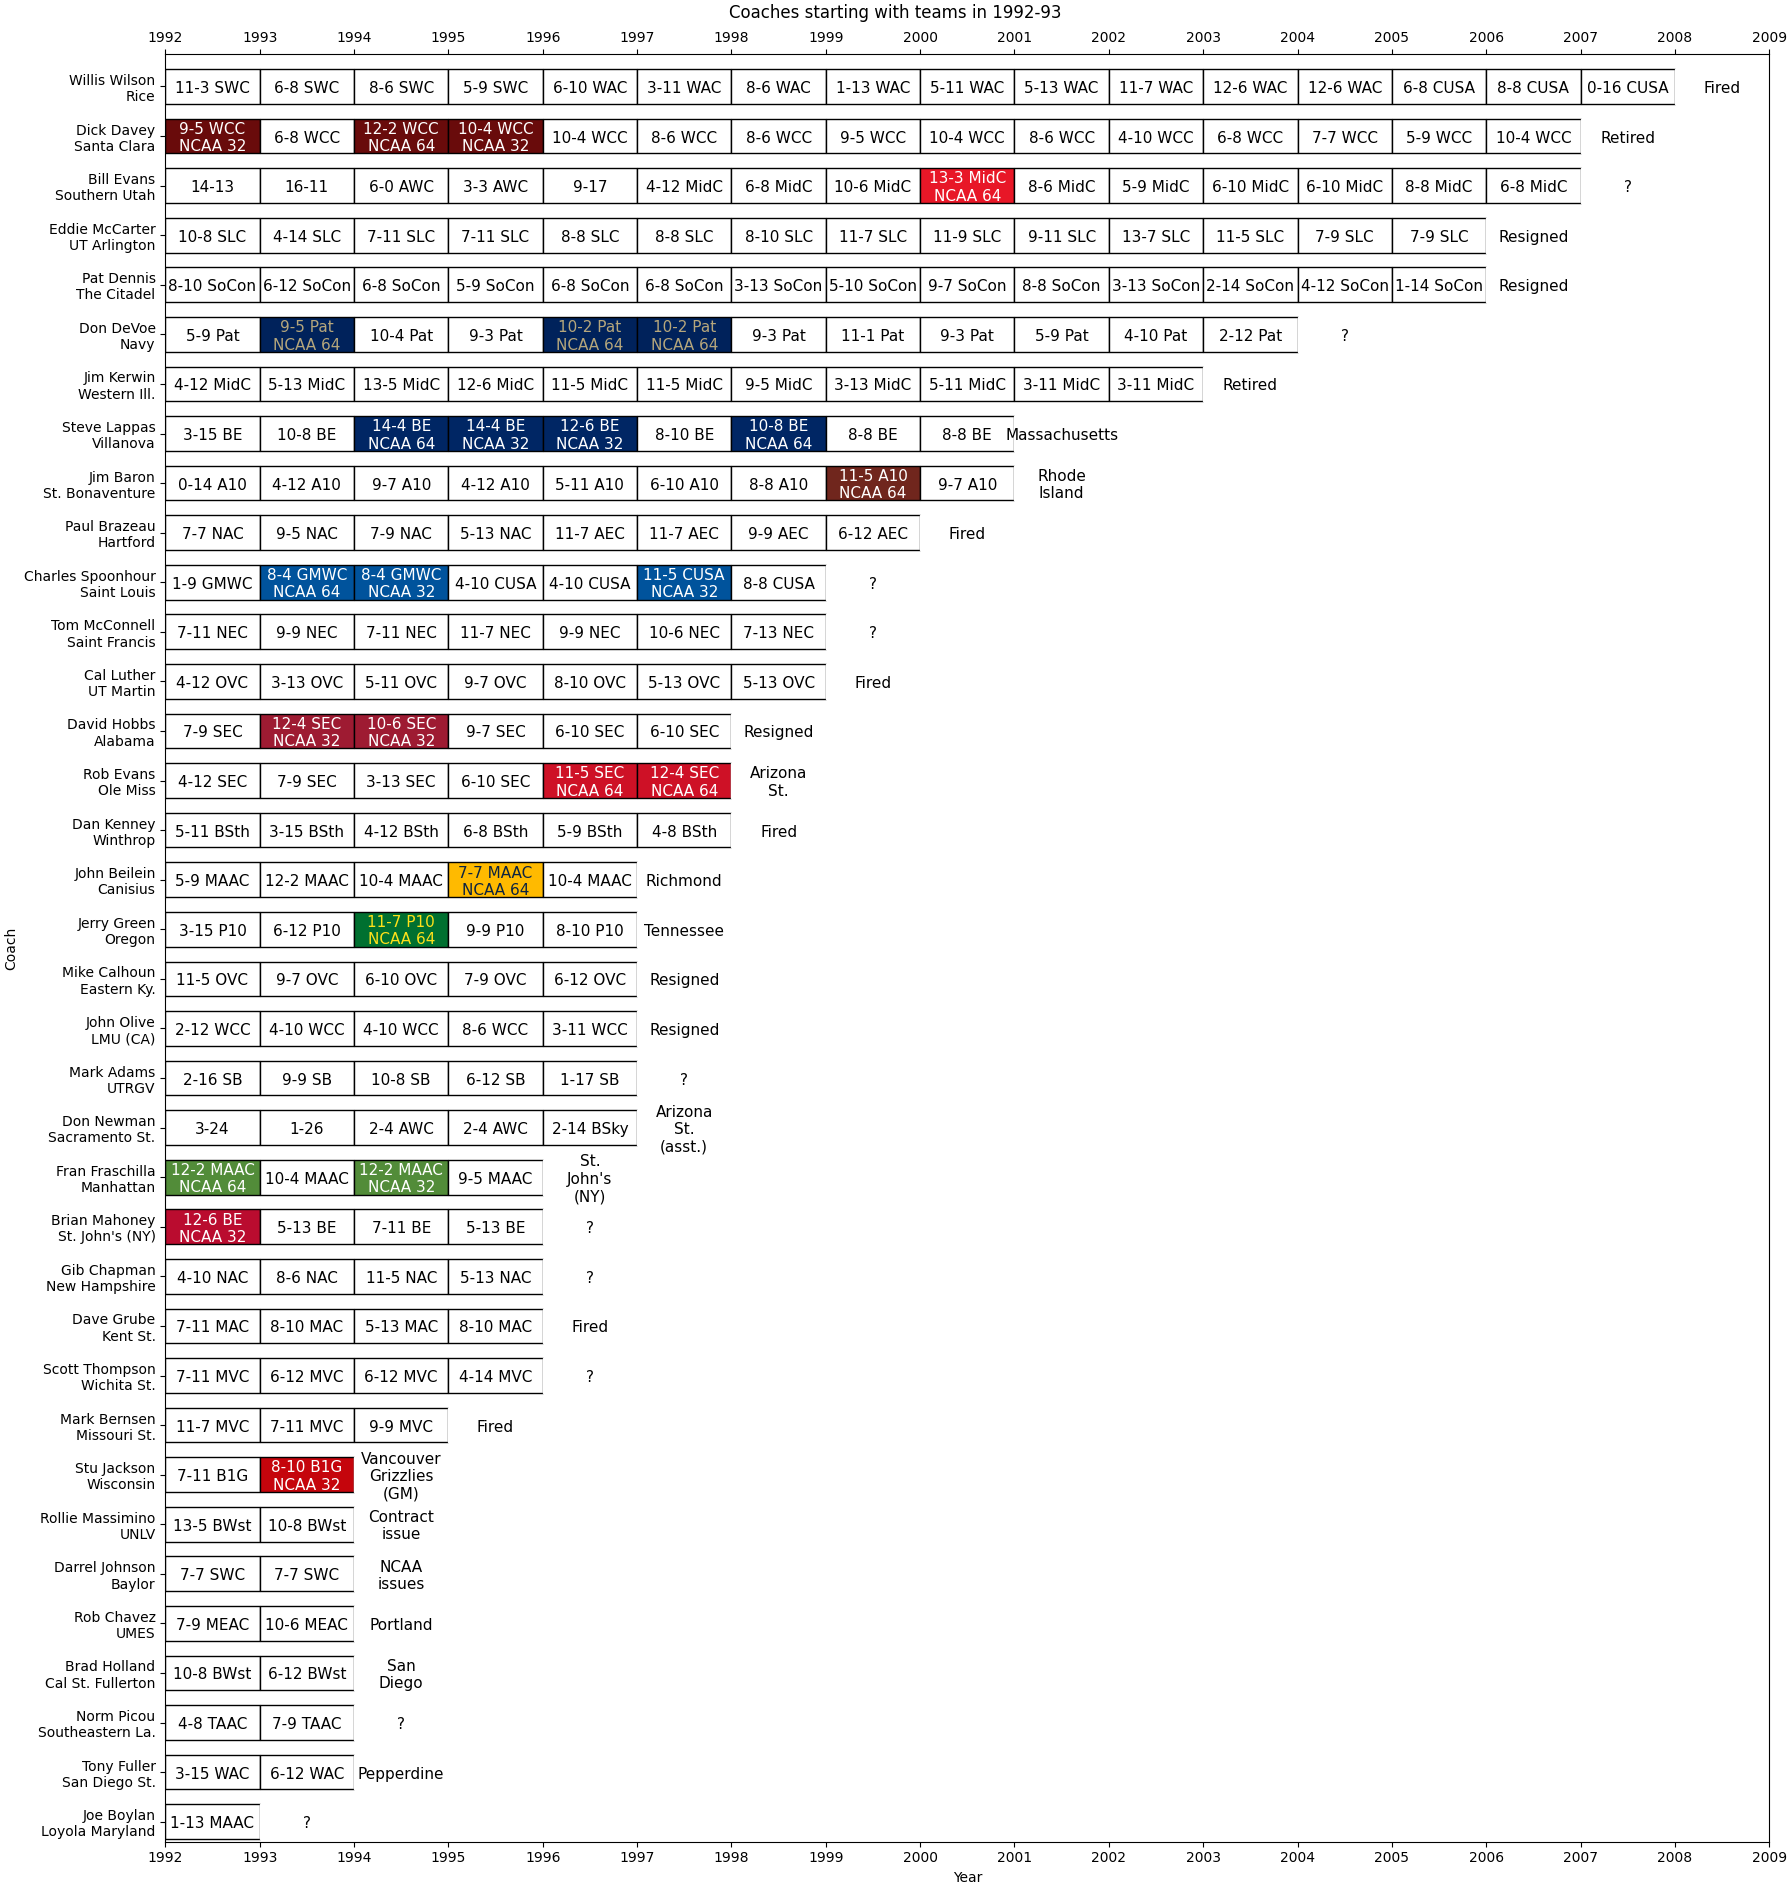 Coaches starting with teams in 1992-93
1992 1993 1994 1995 1996 1997 1998 1999 2000 2001 2002 2003 2004 2005 2006 2007 2008 2009
Willis Wilson
Rice
11-3 SWC 6-8 SWC 8-6 SWC 5-9 SWC 6-10 WAC 3-11 WAC 8-6 WAC 1-13 WAC 5-11 WAC 5-13 WAC 11-7 WAC 12-6 WAC 12-6 WAC 6-8 CUSA 8-8 CUSA 0-16 CUSA Fired
Dick Davey
Santa Clara
9-5 WCC
NCAA 32
6-8 WCC
12-2 WCC
NCAA 64
10-4 WCC
NCAA 32
10-4 WCC 8-6 WCC 8-6 WCC 9-5 WCC 10-4 WCC 8-6 WCC 4-10 WCC 6-8 WCC 7-7 WCC 5-9 WCC 10-4 WCC Retired
Bill Evans
Southern Utah
14-13 16-11 6-0 AWC 3-3 AWC 9-17 4-12 MidC 6-8 MidC 10-6 MidC
13-3 MidC
NCAA 64
8-6 MidC 5-9 MidC 6-10 MidC 6-10 MidC 8-8 MidC 6-8 MidC ?
Eddie McCarter
UT Arlington
10-8 SLC 4-14 SLC 7-11 SLC 7-11 SLC 8-8 SLC 8-8 SLC 8-10 SLC 11-7 SLC 11-9 SLC 9-11 SLC 13-7 SLC 11-5 SLC 7-9 SLC 7-9 SLC Resigned
Pat Dennis
The Citadel
8-10 SoCon 6-12 SoCon 6-8 SoCon 5-9 SoCon 6-8 SoCon 6-8 SoCon 3-13 SoCon 5-10 SoCon 9-7 SoCon 8-8 SoCon 3-13 SoCon 2-14 SoCon 4-12 SoCon 1-14 SoCon Resigned
Don DeVoe
Navy
5-9 Pat
9-5 Pat
NCAA 64
10-4 Pat 9-3 Pat
10-2 Pat
NCAA 64
10-2 Pat
NCAA 64
9-3 Pat 11-1 Pat 9-3 Pat 5-9 Pat 4-10 Pat 2-12 Pat ?
Jim Kerwin
Western Ill.
4-12 MidC 5-13 MidC 13-5 MidC 12-6 MidC 11-5 MidC 11-5 MidC 9-5 MidC 3-13 MidC 5-11 MidC 3-11 MidC 3-11 MidC Retired
Steve Lappas
Villanova
3-15 BE 10-8 BE
14-4 BE
NCAA 64
14-4 BE
NCAA 32
12-6 BE
NCAA 32
8-10 BE
10-8 BE
NCAA 64
8-8 BE 8-8 BE Massachusetts
Jim Baron
St. Bonaventure
0-14 A10 4-12 A10 9-7 A10 4-12 A10 5-11 A10 6-10 A10 8-8 A10
11-5 A10
NCAA 64
9-7 A10
Rhode
Island
Paul Brazeau
Hartford
7-7 NAC 9-5 NAC 7-9 NAC 5-13 NAC 11-7 AEC 11-7 AEC 9-9 AEC 6-12 AEC Fired
Charles Spoonhour
Saint Louis
1-9 GMWC
8-4 GMWC
NCAA 64
8-4 GMWC
NCAA 32
4-10 CUSA 4-10 CUSA
11-5 CUSA
NCAA 32
8-8 CUSA ?
Tom McConnell
Saint Francis
7-11 NEC 9-9 NEC 7-11 NEC 11-7 NEC 9-9 NEC 10-6 NEC 7-13 NEC ?
Cal Luther
UT Martin
4-12 OVC 3-13 OVC 5-11 OVC 9-7 OVC 8-10 OVC 5-13 OVC 5-13 OVC Fired
David Hobbs
Alabama
7-9 SEC
12-4 SEC
NCAA 32
10-6 SEC
NCAA 32
9-7 SEC 6-10 SEC 6-10 SEC Resigned
Rob Evans
Ole Miss
4-12 SEC 7-9 SEC 3-13 SEC 6-10 SEC
11-5 SEC
NCAA 64
12-4 SEC
NCAA 64
Arizona
St.
Dan Kenney
Winthrop
5-11 BSth 3-15 BSth 4-12 BSth 6-8 BSth 5-9 BSth 4-8 BSth Fired
John Beilein
Canisius
5-9 MAAC 12-2 MAAC 10-4 MAAC
7-7 MAAC
NCAA 64
10-4 MAAC Richmond
Jerry Green
Oregon
3-15 P10 6-12 P10
11-7 P10
NCAA 64
9-9 P10 8-10 P10 Tennessee
Mike Calhoun
Eastern Ky.
11-5 OVC 9-7 OVC 6-10 OVC 7-9 OVC 6-12 OVC Resigned
Coach
John Olive
LMU (CA)
2-12 WCC 4-10 WCC 4-10 WCC 8-6 WCC 3-11 WCC Resigned
Mark Adams
UTRGV
2-16 SB 9-9 SB 10-8 SB 6-12 SB 1-17 SB ?
Don Newman
Sacramento St.
3-24 1-26 2-4 AWC 2-4 AWC 2-14 BSky
Arizona
St.
(asst.)
Fran Fraschilla
Manhattan
12-2 MAAC
NCAA 64
10-4 MAAC
12-2 MAAC
NCAA 32
9-5 MAAC
St.
John's
(NY)
Brian Mahoney
St. John's (NY)
12-6 BE
NCAA 32
5-13 BE 7-11 BE 5-13 BE ?
Gib Chapman
New Hampshire
4-10 NAC 8-6 NAC 11-5 NAC 5-13 NAC ?
Dave Grube
Kent St.
7-11 MAC 8-10 MAC 5-13 MAC 8-10 MAC Fired
Scott Thompson
Wichita St.
7-11 MVC 6-12 MVC 6-12 MVC 4-14 MVC ?
Mark Bernsen
Missouri St.
11-7 MVC 7-11 MVC 9-9 MVC Fired
Stu Jackson
Wisconsin
7-11 B1G
8-10 B1G
NCAA 32
Vancouver
Grizzlies
(GM)
Rollie Massimino
UNLV
13-5 BWst 10-8 BWst
Contract
issue
Darrel Johnson
Baylor
7-7 SWC 7-7 SWC
NCAA
issues
Rob Chavez
UMES
7-9 MEAC 10-6 MEAC Portland
Brad Holland
Cal St. Fullerton
10-8 BWst 6-12 BWst
San
Diego
Norm Picou
Southeastern La.
4-8 TAAC 7-9 TAAC ?
Tony Fuller
San Diego St.
3-15 WAC 6-12 WAC Pepperdine
Joe Boylan
Loyola Maryland
1-13 MAAC ?
1992 1993 1994 1995 1996 1997 1998 1999 2000 2001 2002 2003 2004 2005 2006 2007 2008 2009
Year